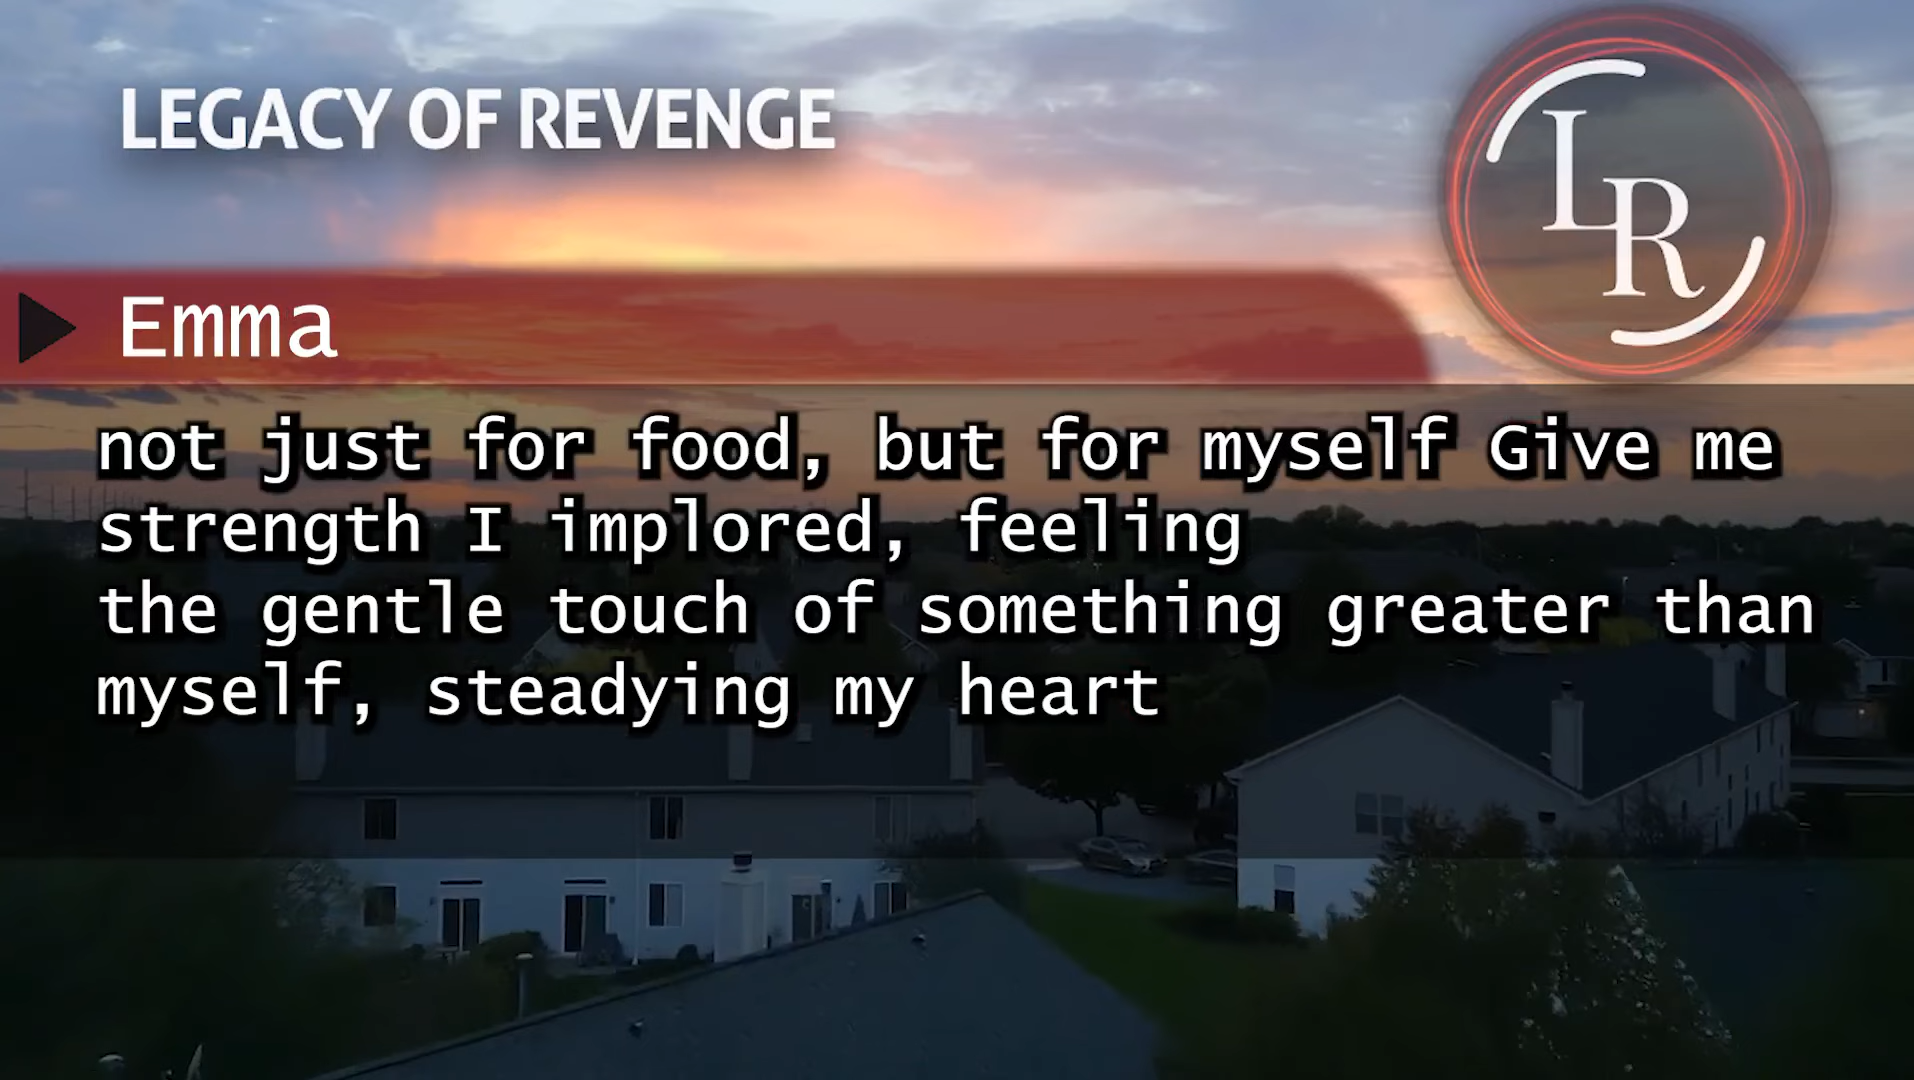 LEGACY OF REVENGE
LR
Emma
not just for food, but for myself Give me
strength I implored, feeling
the gentle touch of something greater than
myself, steadying my heart